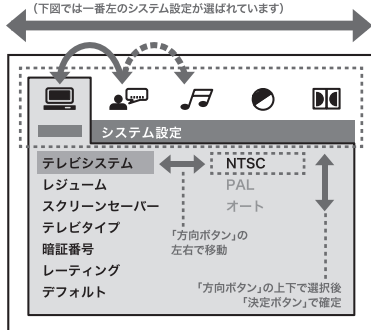 (下図では一番左のシステム設定が選ばれています)
システム設定
テレビシステム
NTSC
レジューム
PAL
スクリーンセーバー
オート
テレビタイプ
暗証番号
レーティング
デフォルト
「方向ボタン」の
左右で移動
「方向ボタン」の上下で選択後
「決定ボタン」で確定